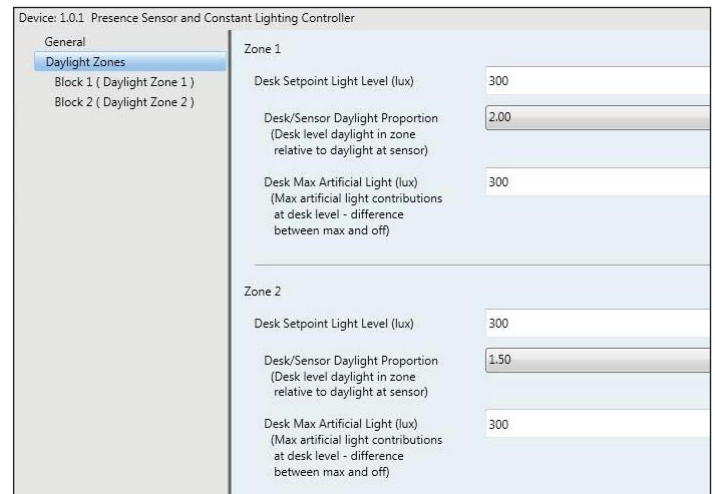 Device: 1.0.1 Presence Sensor and Constant Lighting Controller
General
Daylight Zones
Block 1 ( Daylight Zone 1 )
Block 2 ( Daylight Zone 2 )
Zone 1
Desk Setpoint Light Level (lux)
300
Desk/Sensor Daylight Proportion
(Desk level daylight in zone
relative to daylight at sensor)
2.00
Desk Max Artificial Light (lux)
(Max artificial light contributions
at desk level - difference
between max and off)
300
Zone 2
Desk Setpoint Light Level (lux)
300
Desk/Sensor Daylight Proportion
(Desk level daylight in zone
relative to daylight at sensor)
1.50
Desk Max Artificial Light (lux)
(Max artificial light contributions
at desk level - difference
between max and off)
300